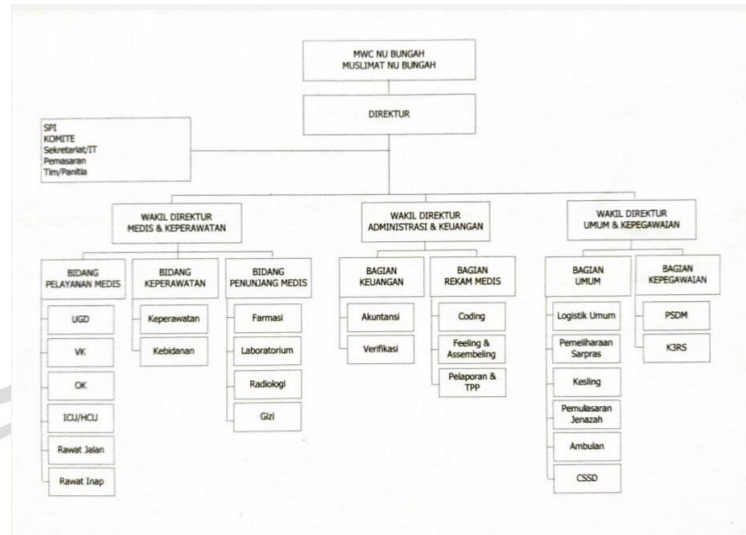 MWC NU BUNGAH
MUSLIMAT NU BUNGAH
DIREKTUR
SPI
KOMITE
Sekretariat/IT
Pemasaran
Tim/Panitia
WAKIL DIREKTUR
MEDIS & KEPERAWATAN
WAKIL DIREKTUR
ADMINISTRASI & KEUANGAN
WAKIL DIREKTUR
UMUM & KEPEGAWAIAN
BIDANG
PELAYANAN MEDIS
BIDANG
KEPERAWATAN
BIDANG
PENUNJANG MEDIS
BAGIAN
KEUANGAN
BAGIAN
REKAM MEDIS
BAGIAN
UMUM
BAGIAN
KEPEGAWAIAN
UGD
VK
OK
ICU/HCU
Rawat Jalan
Rawat Inap
Keperawatan
Kebidanan
Farmasi
Laboratorium
Radiologi
Gizi
Akuntansi
Verifikasi
Coding
Feeling &
Assembeling
Pelaporan &
TPP
Logistik Umum
Pemeliharaan
Sarpras
Kesling
Pemulasaran
Jenazah
Ambulan
CSSD
PSDM
K3RS